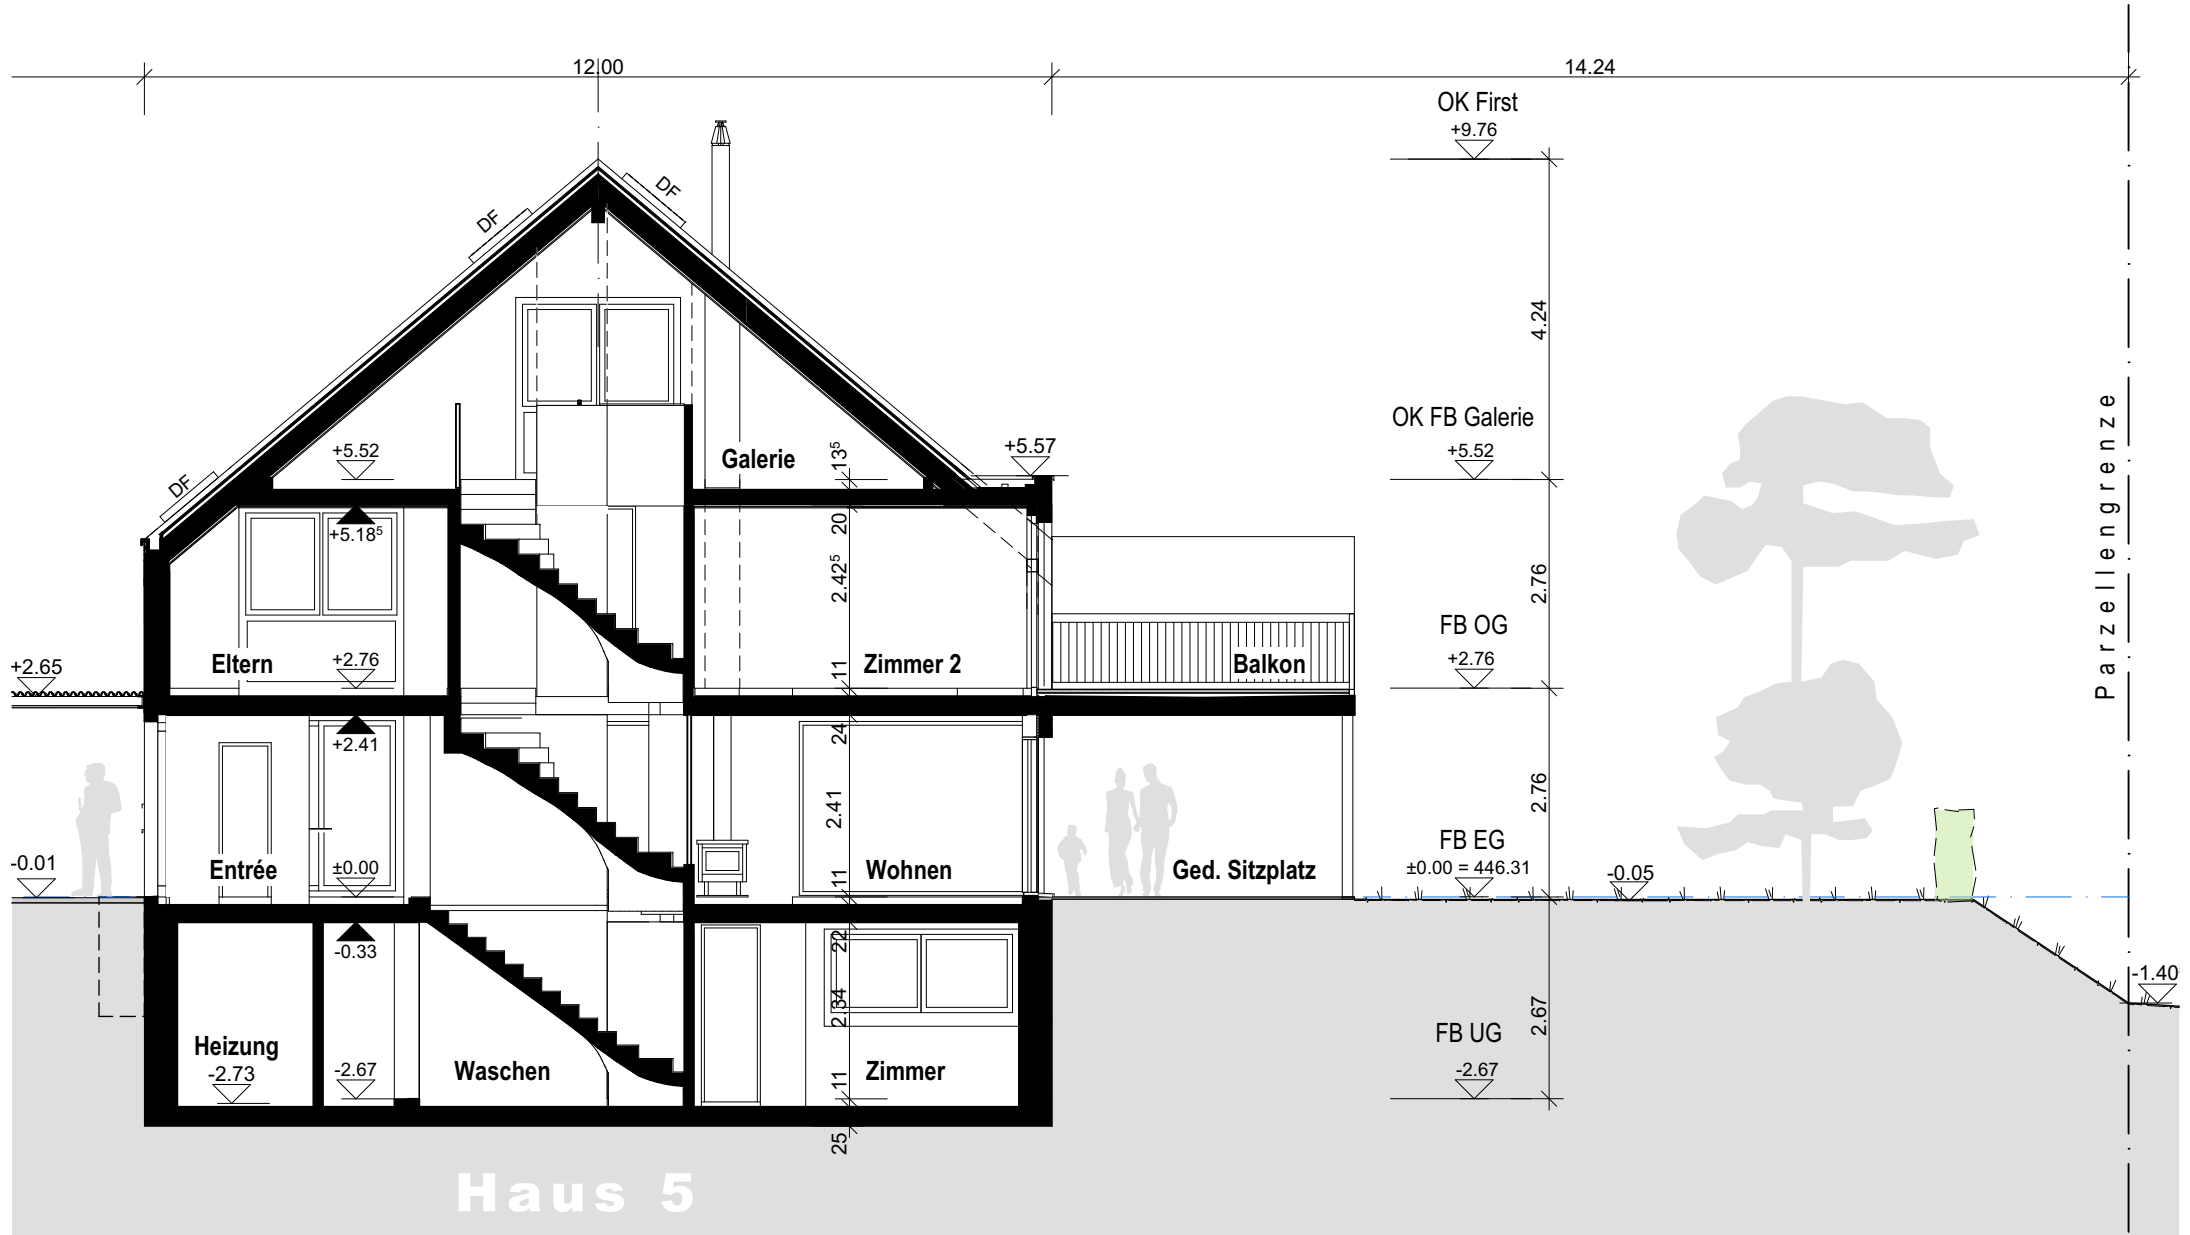 12.00
14.24
OK First
+9.76
DF
DF
DF
4.24
OK FB Galerie
+5.52
+5.52
Galerie
13⁵
+5.57
+5.18⁵
20
2.42⁵
2.76
FB OG
+2.76
+2.65
Eltern
+2.76
Zimmer 2
11
Balkon
Parzellengrenze
+2.41
24
2.41
2.76
FB EG
±0.00 = 446.31
-0.01
Entrée
±0.00
Wohnen
11
Ged. Sitzplatz
-0.05
-0.33
22
2.34
-1.40
2.67
FB UG
-2.67
Heizung
-2.73
-2.67
Waschen
Zimmer
11
25
Haus 5